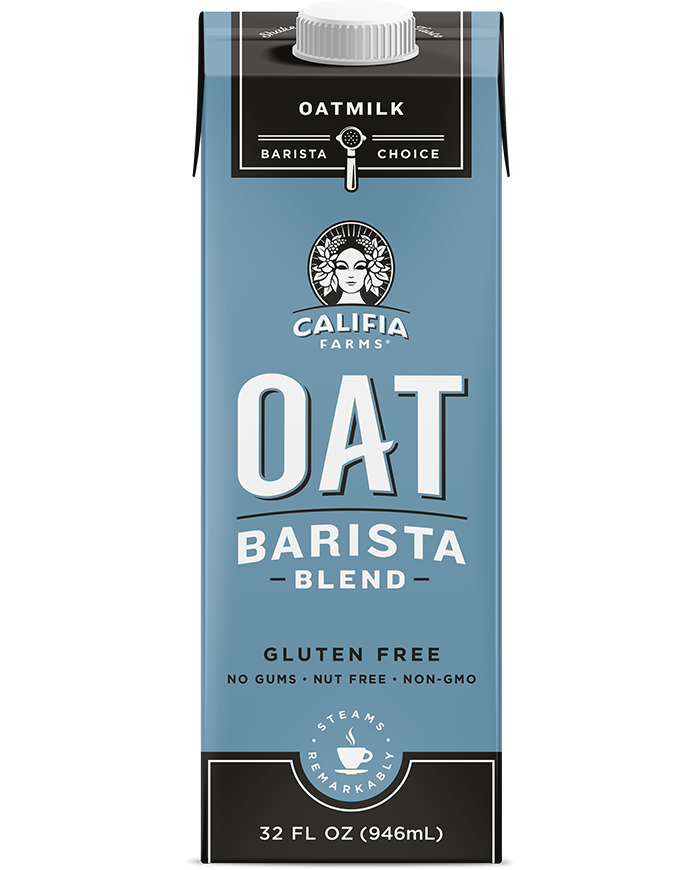 Shake
OATMILK
BARISTA CHOICE
CALIFIA
FARMS®
OAT
BARISTA
– BLEND –
GLUTEN FREE
NO GUMS • NUT FREE • NON-GMO
• STEAMS •
REMARKABLY
32 FL OZ (946mL)